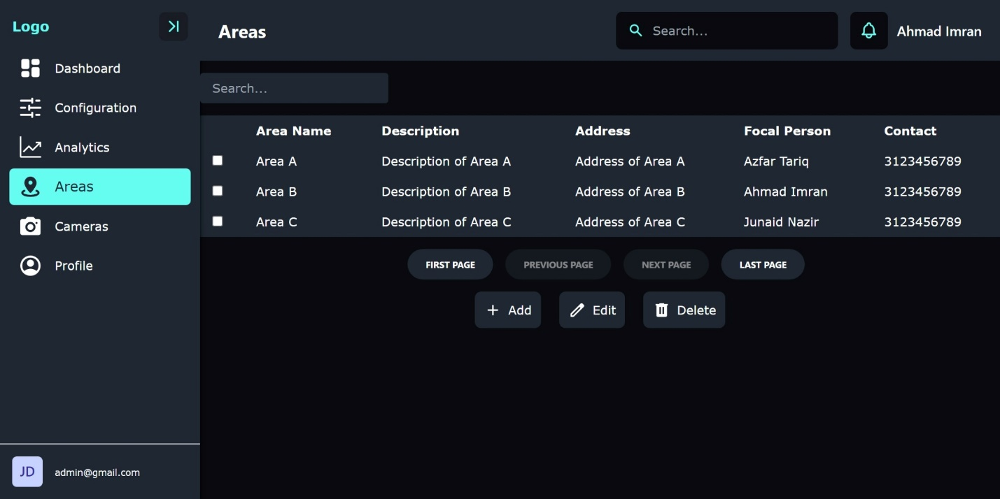 Logo
Dashboard
Configuration
Analytics
Areas
Cameras
Profile
JD admin@gmail.com
Areas
Search...
Ahmad Imran
Search...
Area Name Description Address Focal Person Contact
Area A Description of Area A Address of Area A Azfar Tariq 3123456789
Area B Description of Area B Address of Area B Ahmad Imran 3123456789
Area C Description of Area C Address of Area C Junaid Nazir 3123456789
FIRST PAGE PREVIOUS PAGE NEXT PAGE LAST PAGE
Add Edit Delete